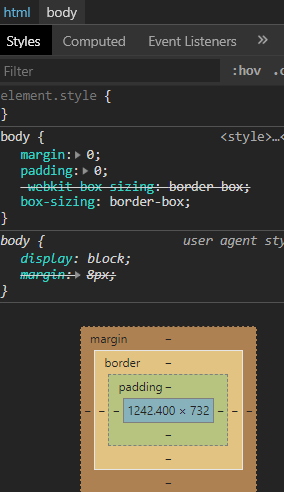 html body
Styles Computed Event Listeners »
Filter :hov
element.style {
}
body { <style>…
margin:▶ 0;
padding:▶ 0;
-webkit-box-sizing: border-box;
box-sizing: border-box;
}
body { user agent sty
display: block;
margin:▶ 8px;
}
margin –
border –
padding –
– – – 1242.400 × 732 – – –
–
–
–